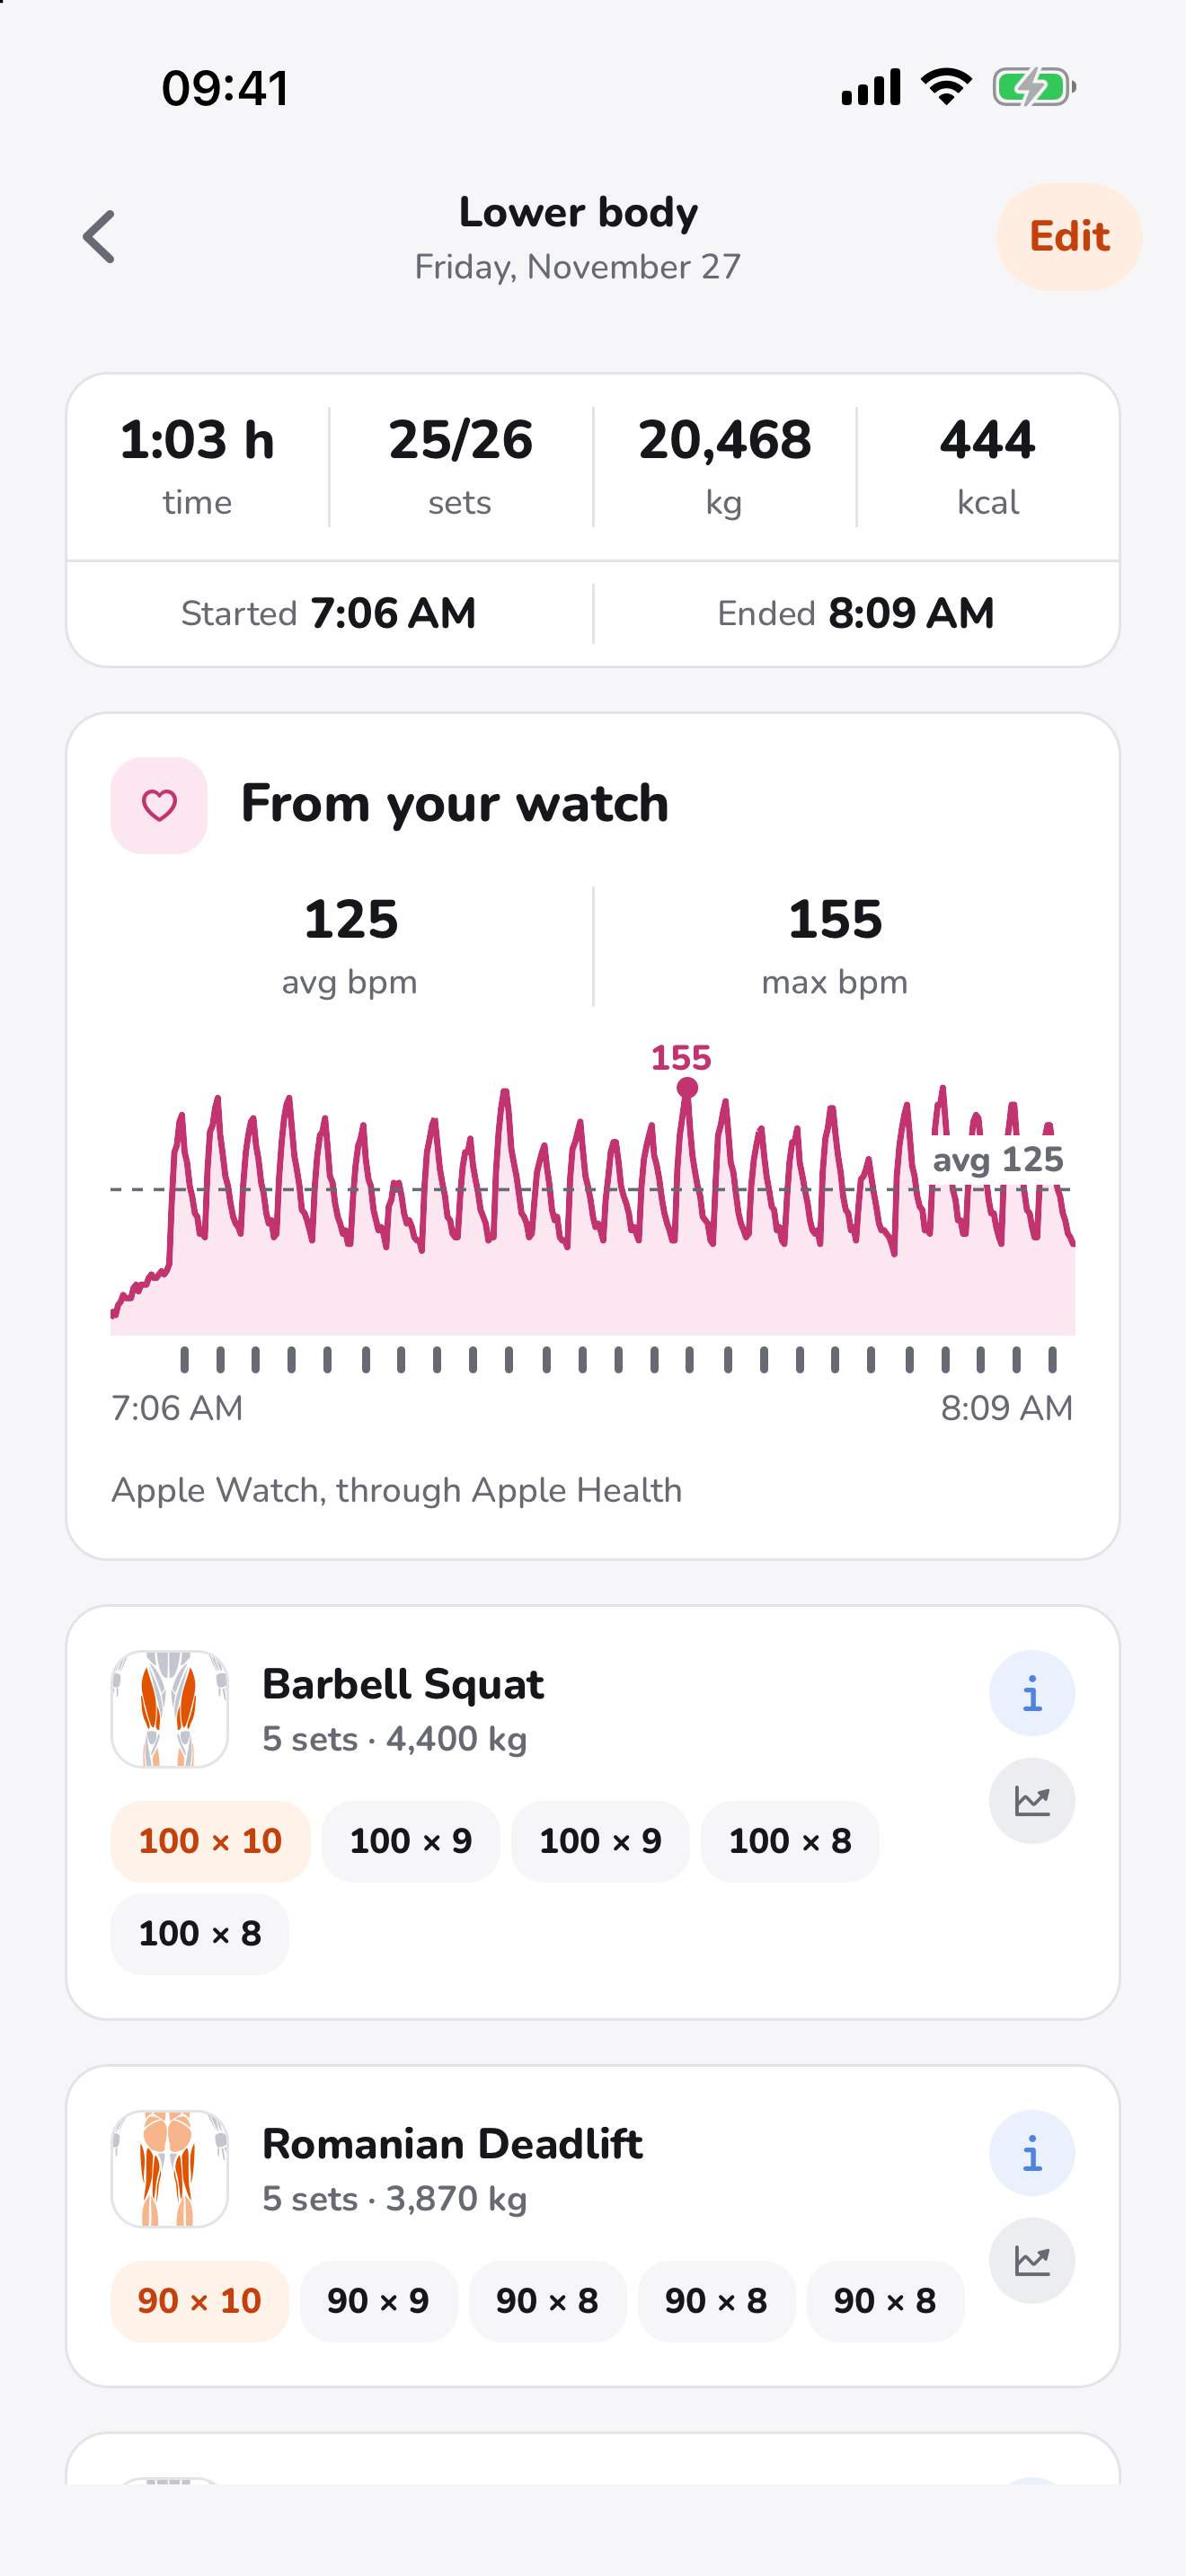 09:41
Lower body
Friday, November 27
Edit
1:03 h
time
25/26
sets
20,468
kg
444
kcal
Started 7:06 AM
Ended 8:09 AM
From your watch
125
avg bpm
155
max bpm
155
avg 125
7:06 AM
8:09 AM
Apple Watch, through Apple Health
Barbell Squat
5 sets · 4,400 kg
100 × 10
100 × 9
100 × 9
100 × 8
100 × 8
Romanian Deadlift
5 sets · 3,870 kg
90 × 10
90 × 9
90 × 8
90 × 8
90 × 8